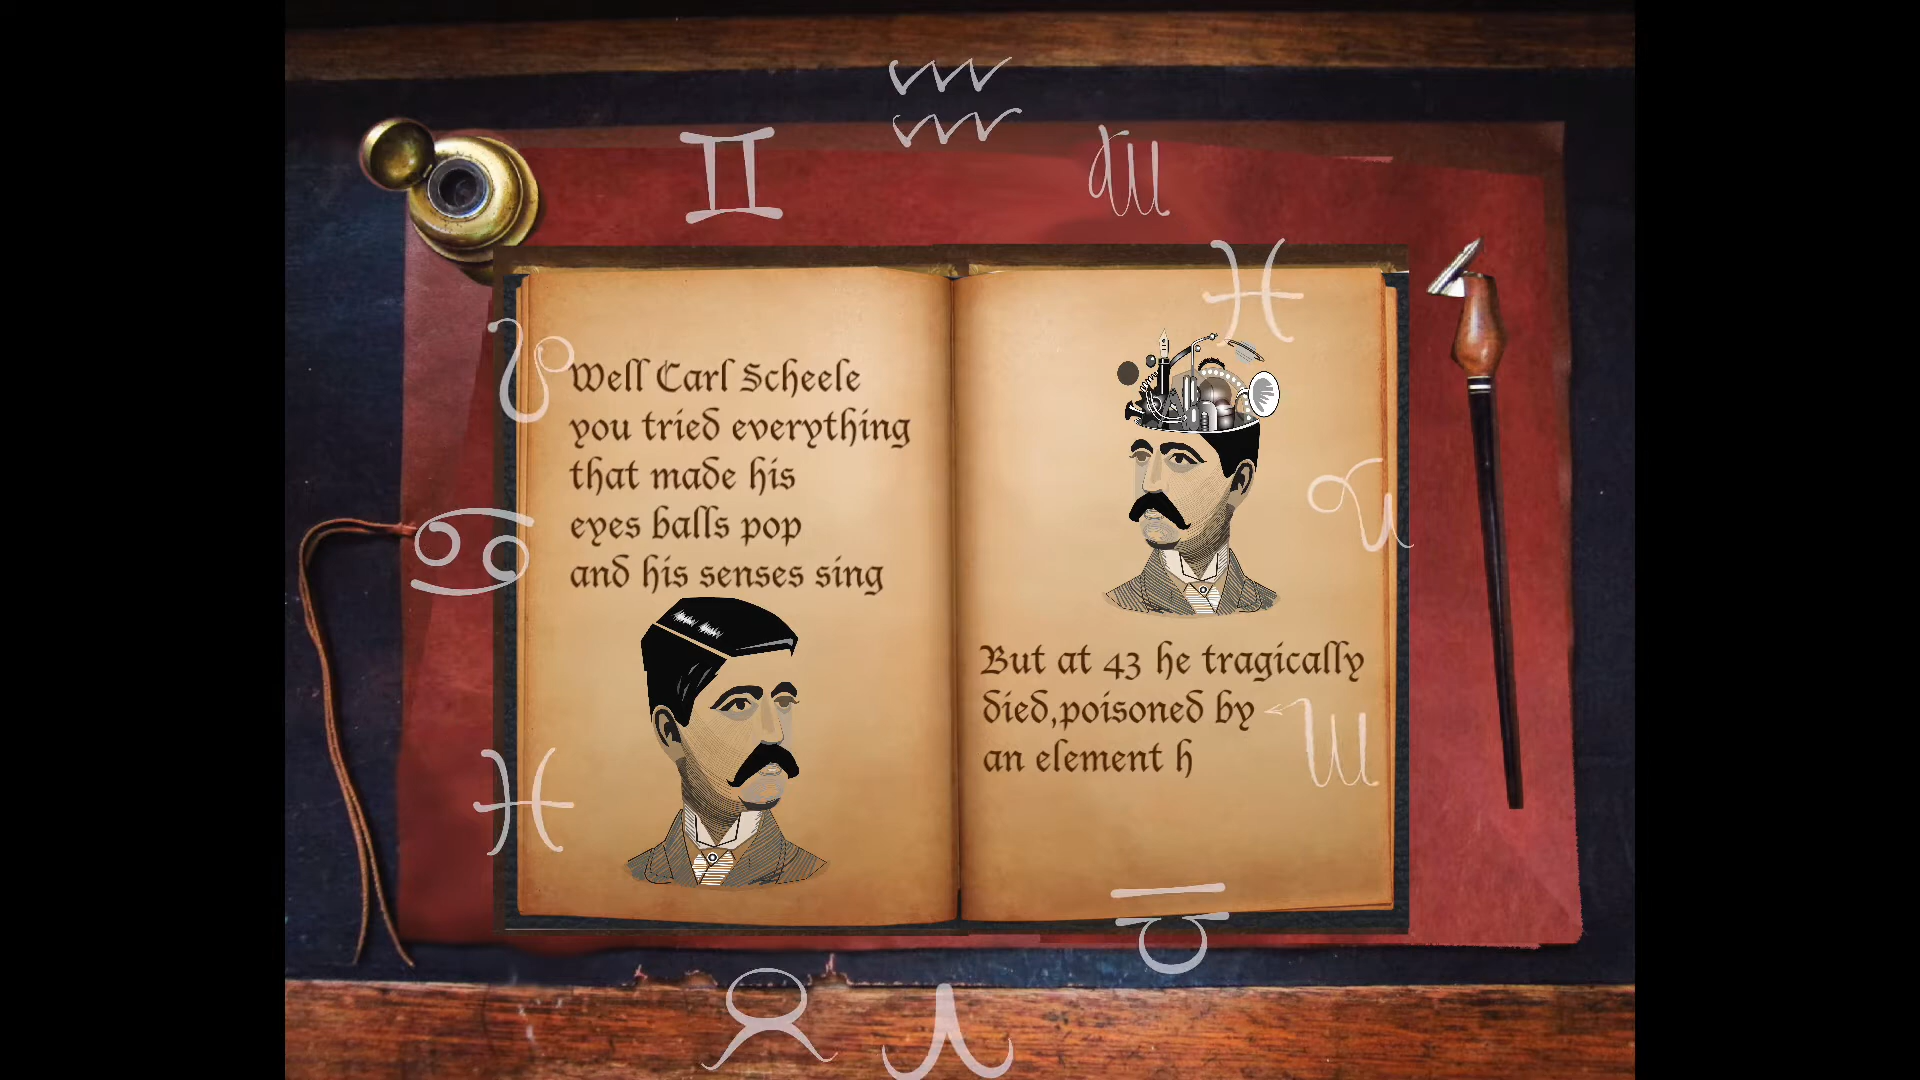 Well Carl Scheele
you tried everything
that made his
eyes balls pop
and his senses sing
But at 43 he tragically
died,poisoned by
an element h